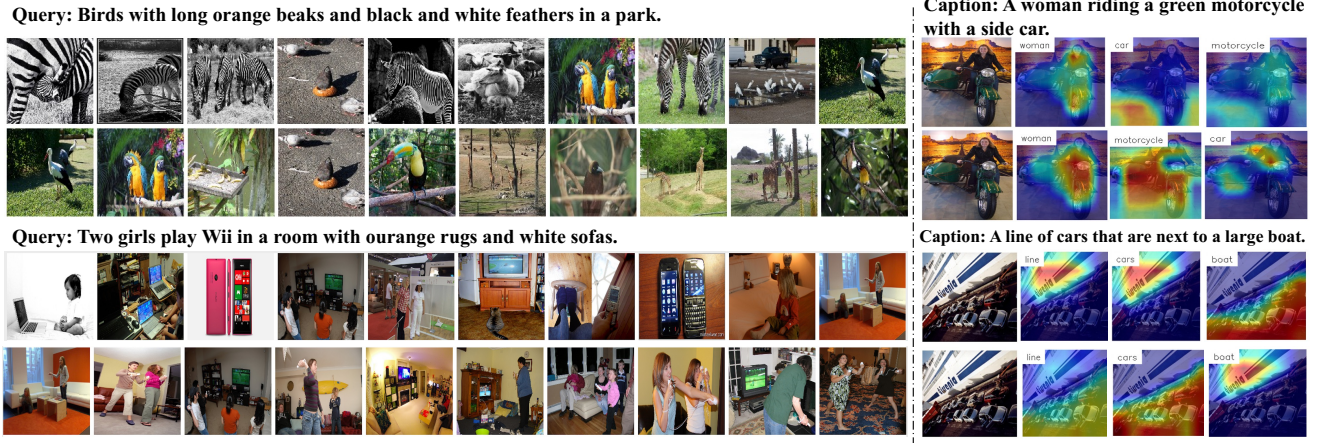 Query: Birds with long orange beaks and black and white feathers in a park.
Query: Two girls play Wii in a room with ourange rugs and white sofas.
Caption: A woman riding a green motorcycle
with a side car.
woman
car
motorcycle
woman
motorcycle
car
Caption: A line of cars that are next to a large boat.
line
cars
boat
line
cars
boat